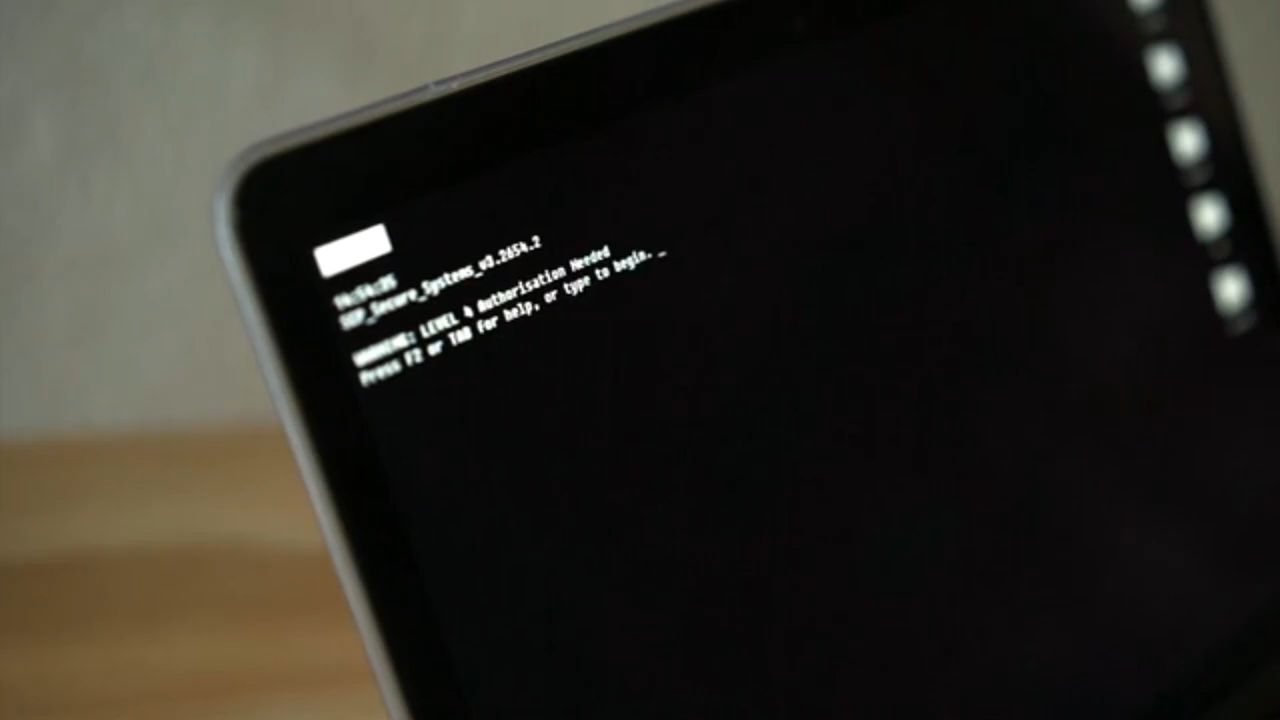 Secure_Systems_v3.2654.2
WARNING: LEVEL 4 Authorisation Needed
Press F2 or TAB for help, or type to begin. _